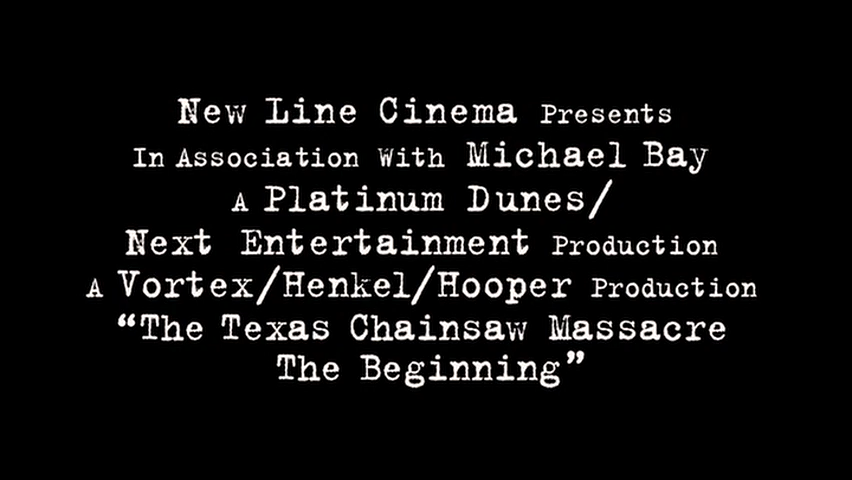 New Line Cinema Presents
In Association With Michael Bay
A Platinum Dunes/
Next Entertainment Production
A Vortex/Henkel/Hooper Production
“The Texas Chainsaw Massacre
The Beginning”